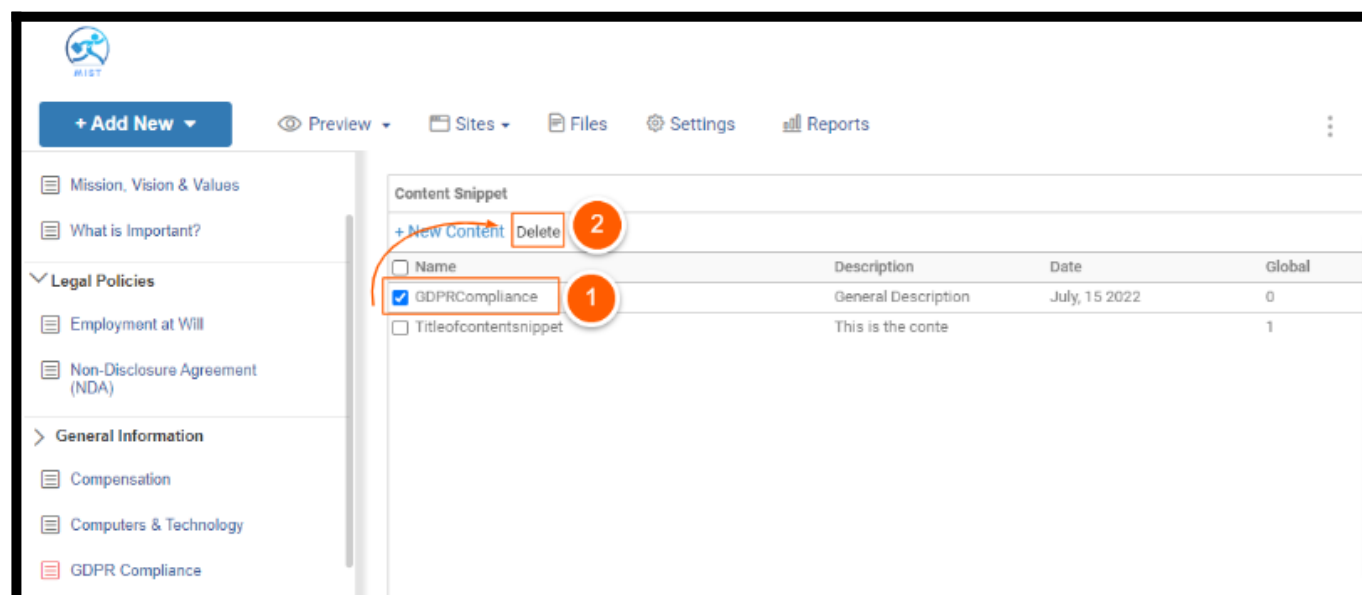 MIST
+ Add New
Preview
Sites
Files
Settings
Reports
Mission, Vision & Values
What is Important?
Legal Policies
Employment at Will
Non-Disclosure Agreement
(NDA)
General Information
Compensation
Computers & Technology
GDPR Compliance
Content Snippet
+ New Content Delete 2
Name Description Date Global
GDPRCompliance 1 General Description July, 15 2022 0
Titleofcontentsnippet This is the conte 1